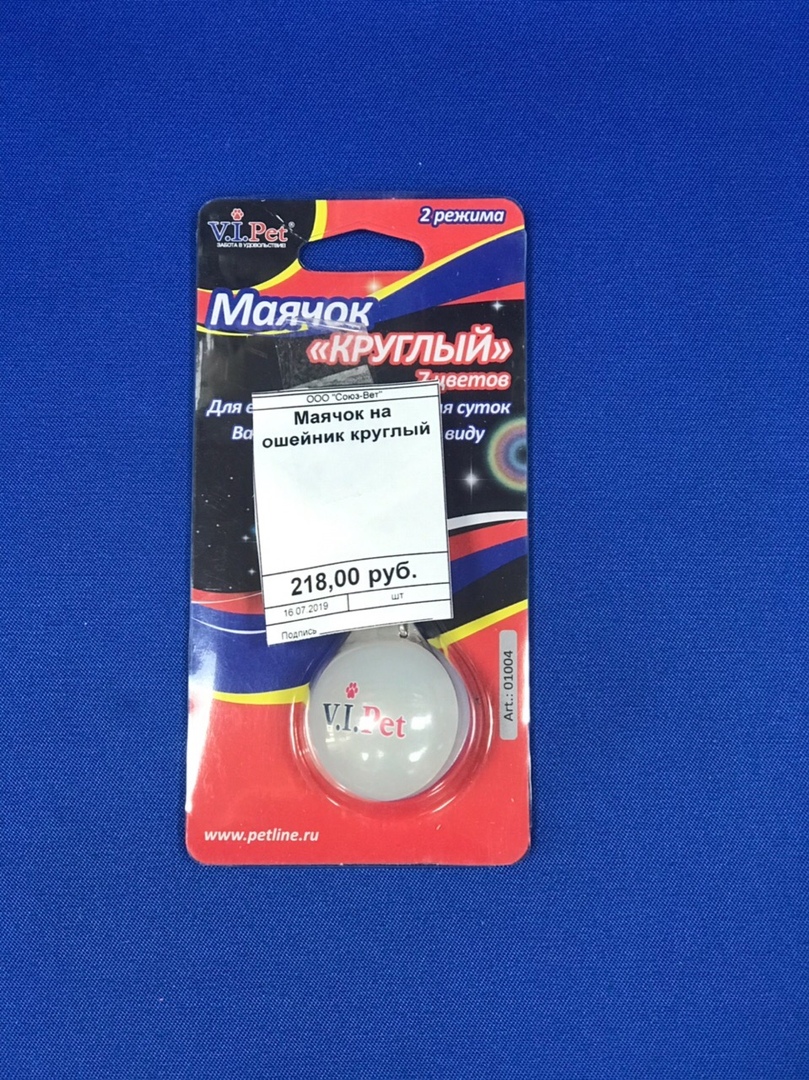 2 режима
V.I.Pet®
ЗАБОТА В УДОВОЛЬСТВИЕ!
Маячок
«КРУГЛЫЙ»
7 цветов
Для суток
виду
ООО "Союз-Вет"
Маячок на
ошейник круглый
218,00 руб.
16.07.2019 шт
Подпись
Art.: 01004
V.I.Pet
www.petline.ru